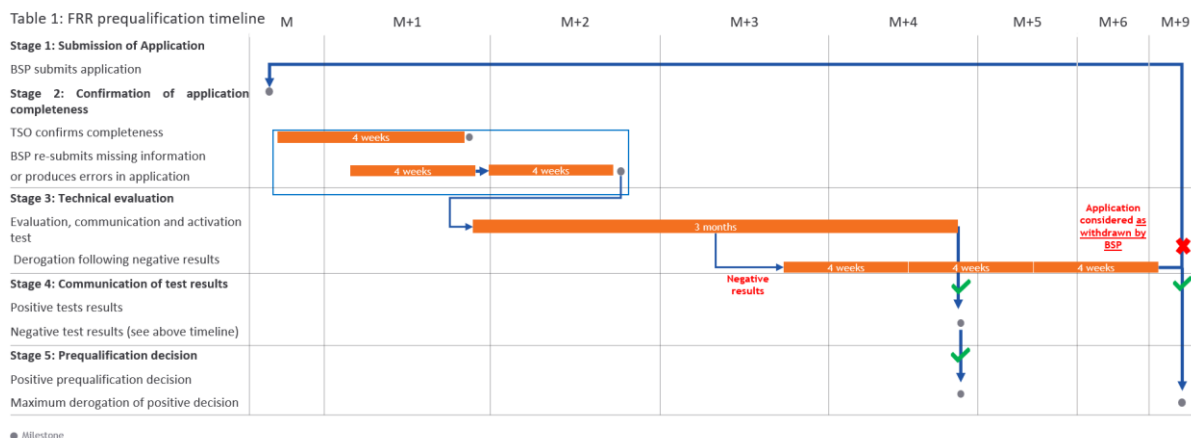 Table 1: FRR prequalification timeline
M M+1 M+2 M+3 M+4 M+5 M+6 M+9
Stage 1: Submission of Application
BSP submits application
Stage 2: Confirmation of application
completeness
TSO confirms completeness
4 weeks
BSP re-submits missing information
or produces errors in application
4 weeks 4 weeks
Stage 3: Technical evaluation
Evaluation, communication and activation
test
3 months
Application
considered as
withdrawn by
BSP
Derogation following negative results
4 weeks 4 weeks 4 weeks
Negative
results
Stage 4: Communication of test results
Positive tests results
Negative test results (see above timeline)
Stage 5: Prequalification decision
Positive prequalification decision
Maximum derogation of positive decision
Milestone